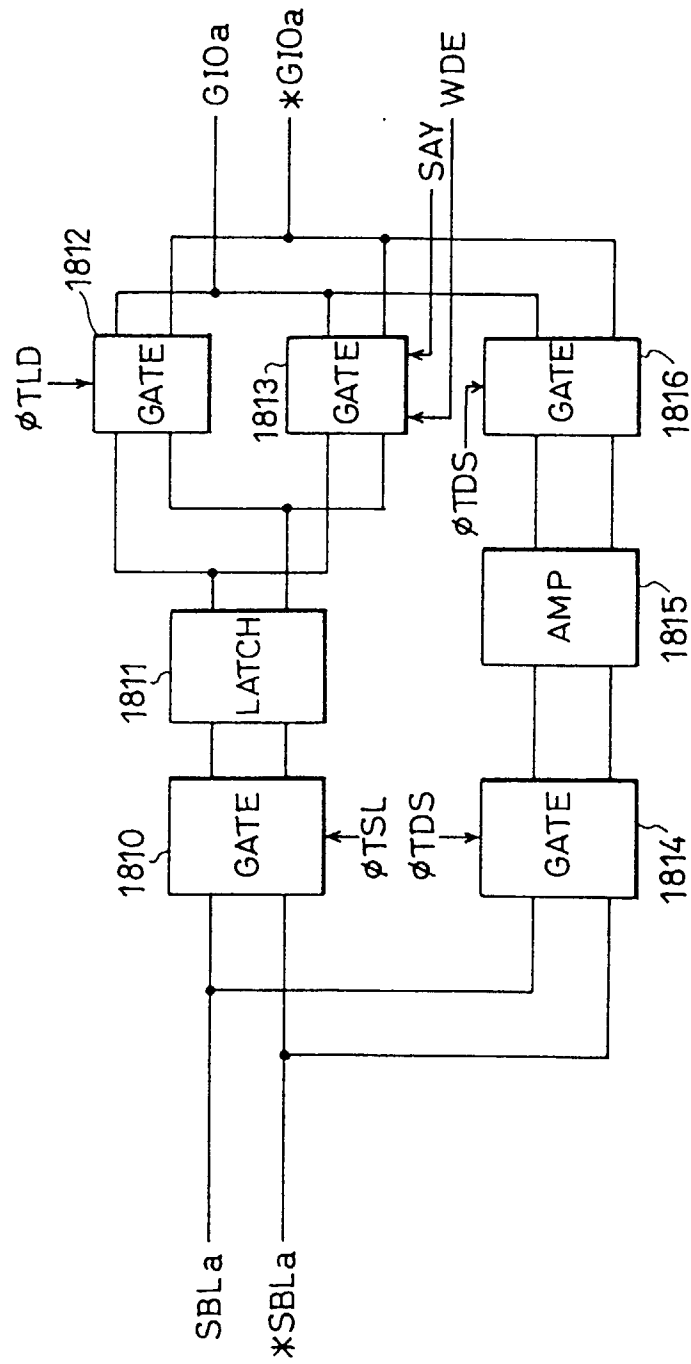 SBLa
*SBLa
1810
GATE
φTSL
1811
LATCH
φTLD
1812
GATE
1813
GATE
SAY
WDE
GIOa
*GIOa
φTDS
GATE
1814
AMP
1815
φTDS
GATE
1816